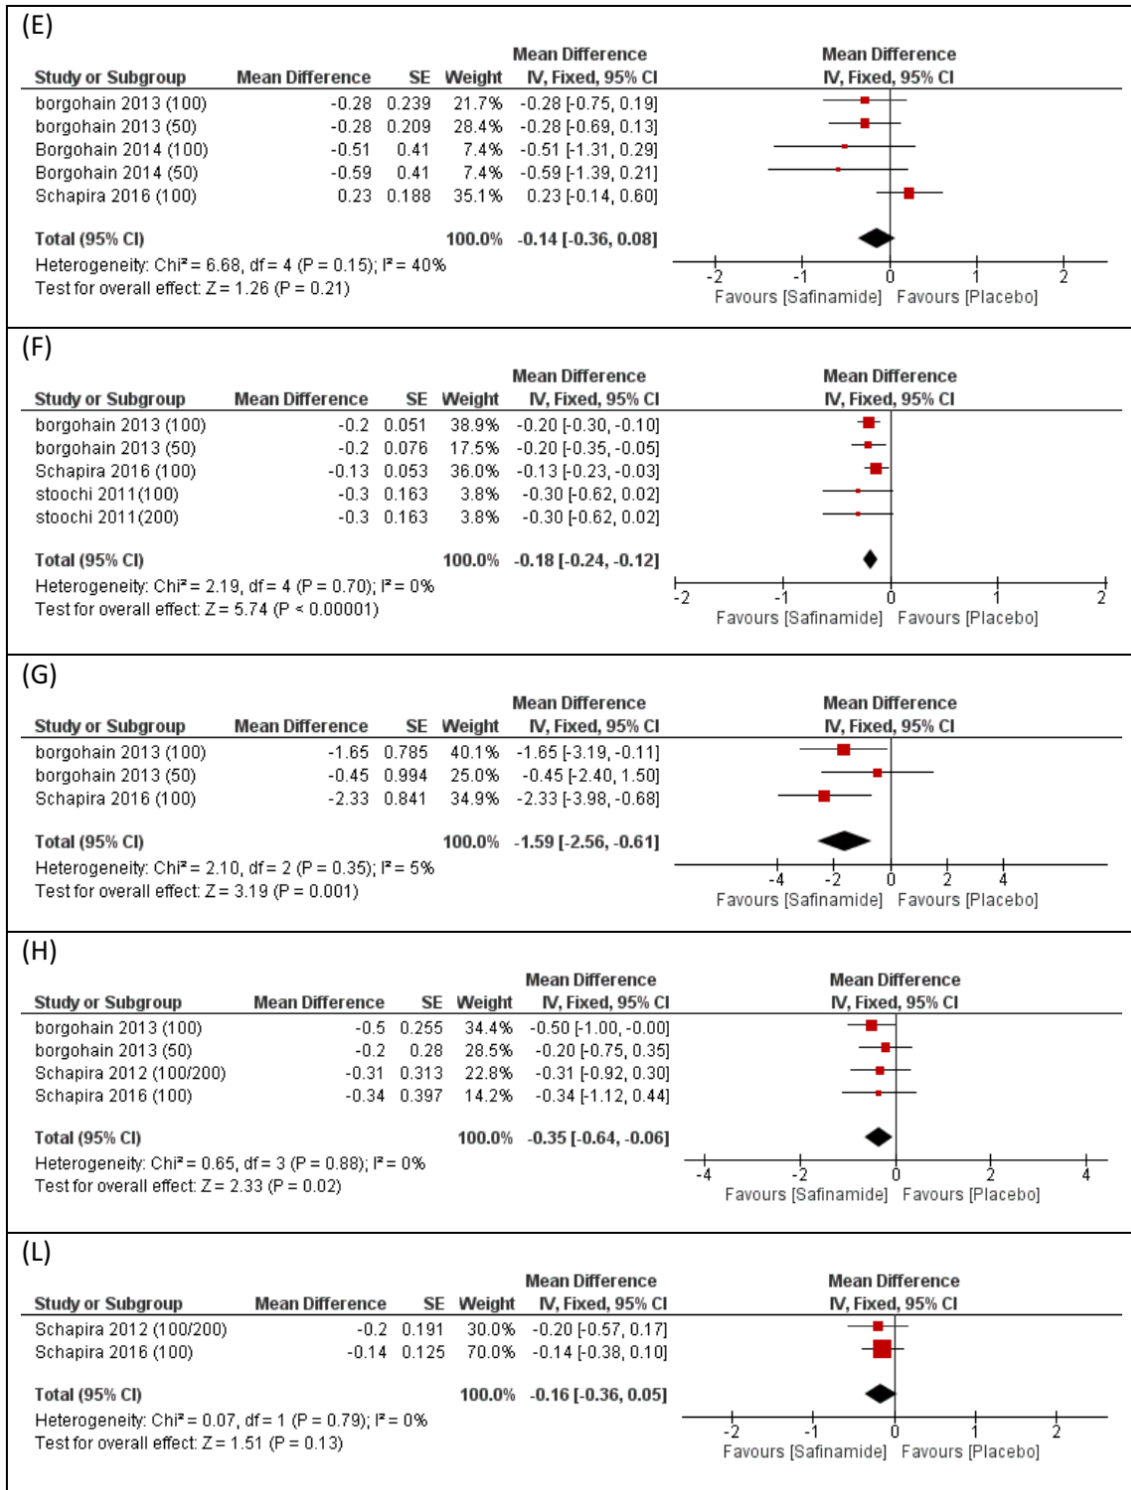 (E)
Mean Difference Mean Difference
Study or Subgroup Mean Difference SE Weight IV, Fixed, 95% CI IV, Fixed, 95% CI
borgohain 2013 (100) -0.28 0.239 21.7% -0.28 [-0.75, 0.19]
borgohain 2013 (50) -0.28 0.209 28.4% -0.28 [-0.69, 0.13]
Borgohain 2014 (100) -0.51 0.41 7.4% -0.51 [-1.31, 0.29]
Borgohain 2014 (50) -0.59 0.41 7.4% -0.59 [-1.39, 0.21]
Schapira 2016 (100) 0.23 0.188 35.1% 0.23 [-0.14, 0.60]
Total (95% CI) 100.0% -0.14 [-0.36, 0.08]
Heterogeneity: Chi² = 6.68, df = 4 (P = 0.15); I² = 40%
Test for overall effect: Z = 1.26 (P = 0.21)
-2 -1 0 1 2
Favours [Safinamide] Favours [Placebo]
(F)
Mean Difference Mean Difference
Study or Subgroup Mean Difference SE Weight IV, Fixed, 95% CI IV, Fixed, 95% CI
borgohain 2013 (100) -0.2 0.051 38.9% -0.20 [-0.30, -0.10]
borgohain 2013 (50) -0.2 0.076 17.5% -0.20 [-0.35, -0.05]
Schapira 2016 (100) -0.13 0.053 36.0% -0.13 [-0.23, -0.03]
stoochi 2011(100) -0.3 0.163 3.8% -0.30 [-0.62, 0.02]
stoochi 2011(200) -0.3 0.163 3.8% -0.30 [-0.62, 0.02]
Total (95% CI) 100.0% -0.18 [-0.24, -0.12]
Heterogeneity: Chi² = 2.19, df = 4 (P = 0.70); I² = 0%
Test for overall effect: Z = 5.74 (P < 0.00001)
-2 -1 0 1 2
Favours [Safinamide] Favours [Placebo]
(G)
Mean Difference Mean Difference
Study or Subgroup Mean Difference SE Weight IV, Fixed, 95% CI IV, Fixed, 95% CI
borgohain 2013 (100) -1.65 0.785 40.1% -1.65 [-3.19, -0.11]
borgohain 2013 (50) -0.45 0.994 25.0% -0.45 [-2.40, 1.50]
Schapira 2016 (100) -2.33 0.841 34.9% -2.33 [-3.98, -0.68]
Total (95% CI) 100.0% -1.59 [-2.56, -0.61]
Heterogeneity: Chi² = 2.10, df = 2 (P = 0.35); I² = 5%
Test for overall effect: Z = 3.19 (P = 0.001)
-4 -2 0 2 4
Favours [Safinamide] Favours [Placebo]
(H)
Mean Difference Mean Difference
Study or Subgroup Mean Difference SE Weight IV, Fixed, 95% CI IV, Fixed, 95% CI
borgohain 2013 (100) -0.5 0.255 34.4% -0.50 [-1.00, -0.00]
borgohain 2013 (50) -0.2 0.28 28.5% -0.20 [-0.75, 0.35]
Schapira 2012 (100/200) -0.31 0.313 22.8% -0.31 [-0.92, 0.30]
Schapira 2016 (100) -0.34 0.397 14.2% -0.34 [-1.12, 0.44]
Total (95% CI) 100.0% -0.35 [-0.64, -0.06]
Heterogeneity: Chi² = 0.65, df = 3 (P = 0.88); I² = 0%
Test for overall effect: Z = 2.33 (P = 0.02)
-4 -2 0 2 4
Favours [Safinamide] Favours [Placebo]
(L)
Mean Difference Mean Difference
Study or Subgroup Mean Difference SE Weight IV, Fixed, 95% CI IV, Fixed, 95% CI
Schapira 2012 (100/200) -0.2 0.191 30.0% -0.20 [-0.57, 0.17]
Schapira 2016 (100) -0.14 0.125 70.0% -0.14 [-0.38, 0.10]
Total (95% CI) 100.0% -0.16 [-0.36, 0.05]
Heterogeneity: Chi² = 0.07, df = 1 (P = 0.79); I² = 0%
Test for overall effect: Z = 1.51 (P = 0.13)
-2 -1 0 1 2
Favours [Safinamide] Favours [Placebo]